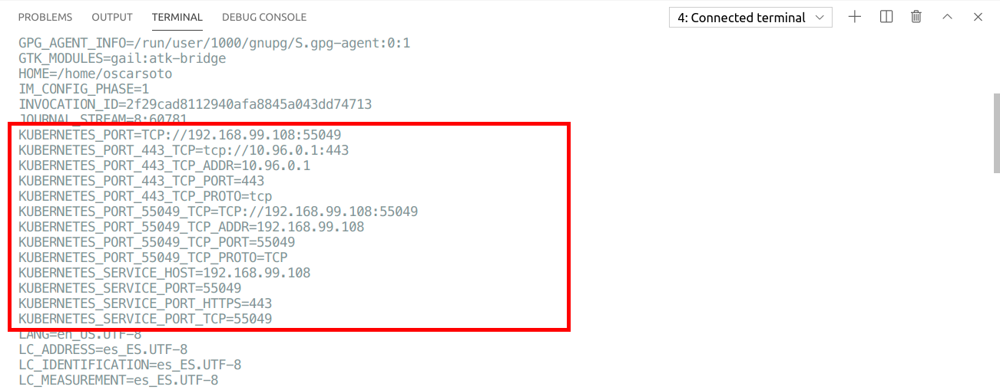 PROBLEMS OUTPUT TERMINAL DEBUG CONSOLE 4: Connected terminal
GPG_AGENT_INFO=/run/user/1000/gnupg/S.gpg-agent:0:1
GTK_MODULES=gail:atk-bridge
HOME=/home/oscarsoto
IM_CONFIG_PHASE=1
INVOCATION_ID=2f29cad8112940afa8845a043dd74713
JOURNAL_STREAM=8:60781
KUBERNETES_PORT=TCP://192.168.99.108:55049
KUBERNETES_PORT_443_TCP=tcp://10.96.0.1:443
KUBERNETES_PORT_443_TCP_ADDR=10.96.0.1
KUBERNETES_PORT_443_TCP_PORT=443
KUBERNETES_PORT_443_TCP_PROTO=tcp
KUBERNETES_PORT_55049_TCP=TCP://192.168.99.108:55049
KUBERNETES_PORT_55049_TCP_ADDR=192.168.99.108
KUBERNETES_PORT_55049_TCP_PORT=55049
KUBERNETES_PORT_55049_TCP_PROTO=TCP
KUBERNETES_SERVICE_HOST=192.168.99.108
KUBERNETES_SERVICE_PORT=55049
KUBERNETES_SERVICE_PORT_HTTPS=443
KUBERNETES_SERVICE_PORT_TCP=55049
LANG=en_US.UTF-8
LC_ADDRESS=es_ES.UTF-8
LC_IDENTIFICATION=es_ES.UTF-8
LC_MEASUREMENT=es_ES.UTF-8